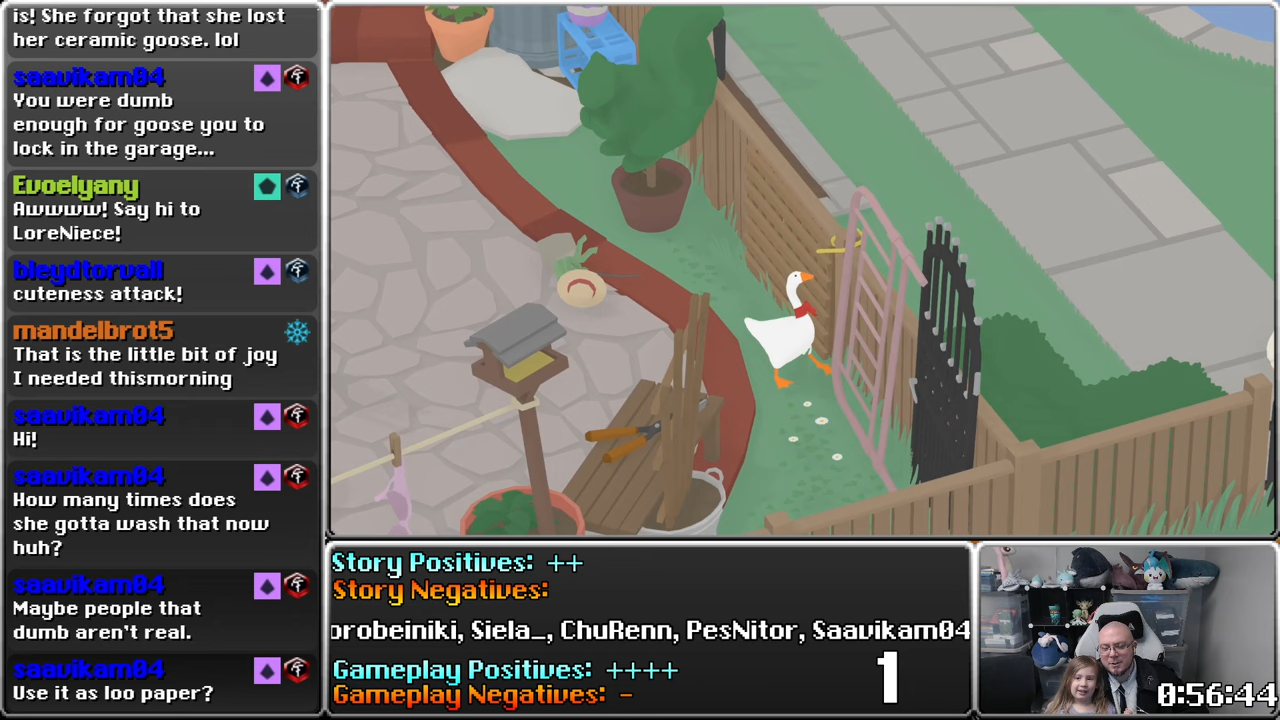 is! She forgot that she lost
her ceramic goose. lol
saavikam04
You were dumb
enough for goose you to
lock in the garage...
Evoelyany
Awwww! Say hi to
LoreNiece!
bleydtorvall
cuteness attack!
mandelbrot5
That is the little bit of joy
I needed thismorning
saavikam04
Hi!
saavikam04
How many times does
she gotta wash that now
huh?
saavikam04
Maybe people that
dumb aren't real.
saavikam04
Use it as loo paper?
Story Positives: ++
Story Negatives:
orobeiniki, Siela_, ChuRenn, PesNitor, Saavikam04
Gameplay Positives: ++++
Gameplay Negatives: -
1
0:56:44